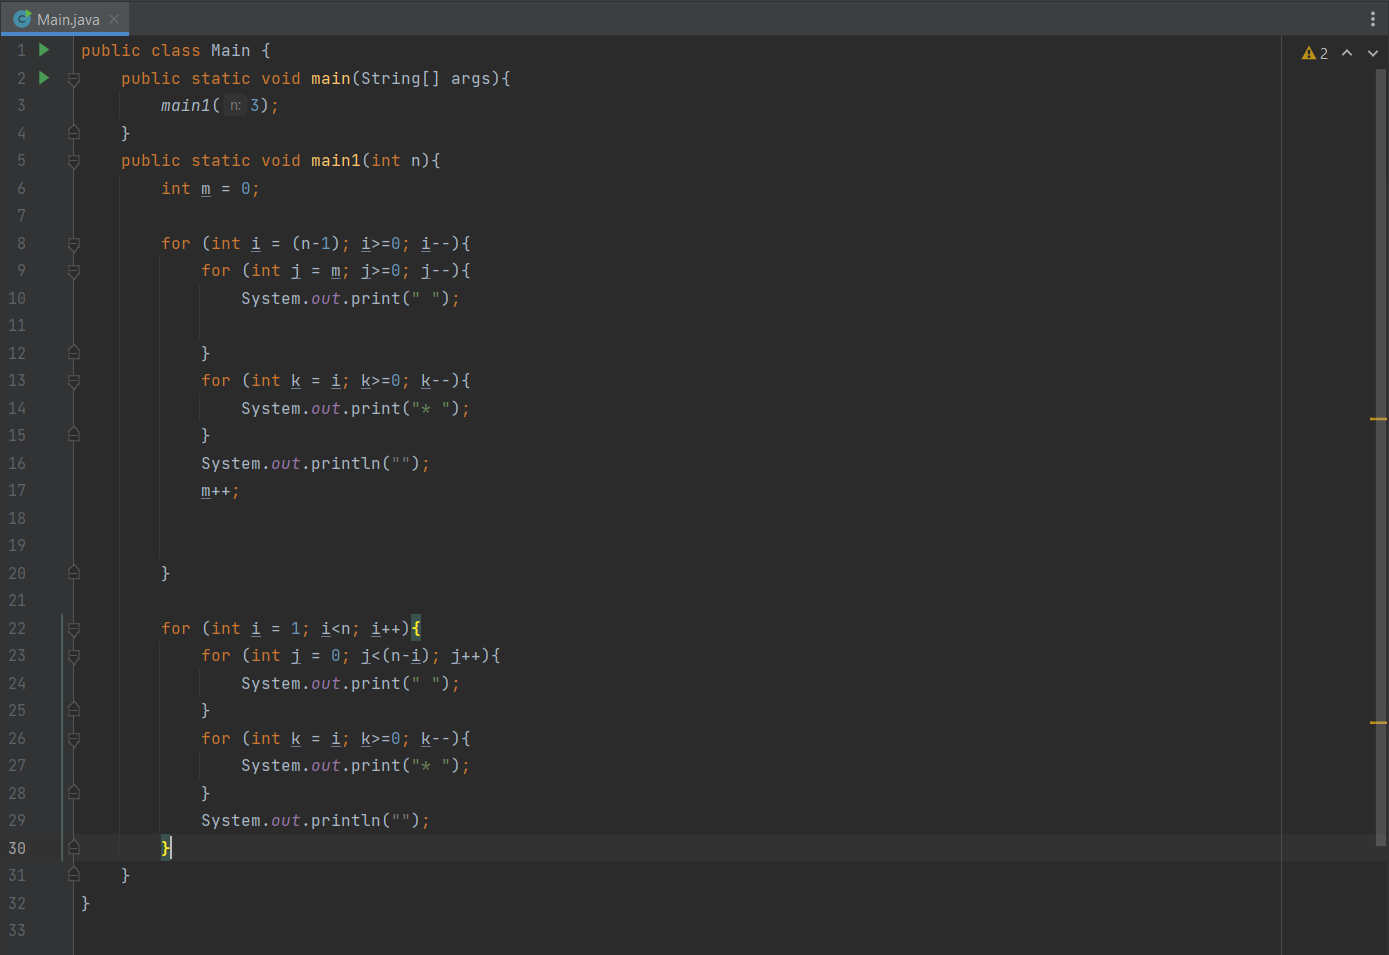 Main.java
2
1 public class Main {
2 public static void main(String[] args){
3 main1( n: 3);
4 }
5 public static void main1(int n){
6 int m = 0;
7
8 for (int i = (n-1); i>=0; i--){
9 for (int j = m; j>=0; j--){
10 System.out.print(" ");
11
12 }
13 for (int k = i; k>=0; k--){
14 System.out.print("* ");
15 }
16 System.out.println("");
17 m++;
18
19
20 }
21
22 for (int i = 1; i<n; i++){
23 for (int j = 0; j<(n-i); j++){
24 System.out.print(" ");
25 }
26 for (int k = i; k>=0; k--){
27 System.out.print("* ");
28 }
29 System.out.println("");
30 }
31 }
32 }
33